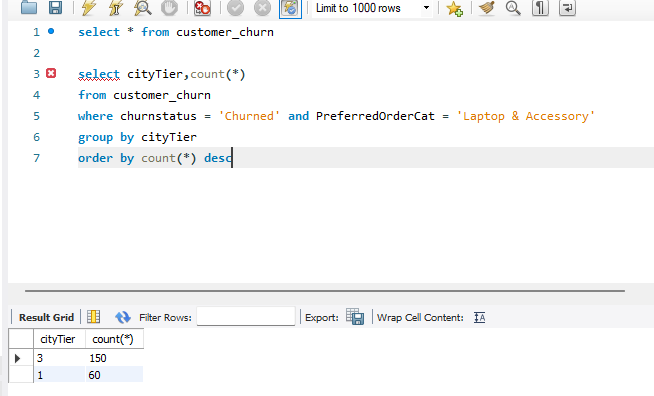 Limit to 1000 rows
1 select * from customer_churn
2
3 select cityTier,count(*)
4 from customer_churn
5 where churnstatus = 'Churned' and PreferredOrderCat = 'Laptop & Accessory'
6 group by cityTier
7 order by count(*) desc
Result Grid Filter Rows: Export: Wrap Cell Content: IA
cityTier count(*)
3 150
1 60